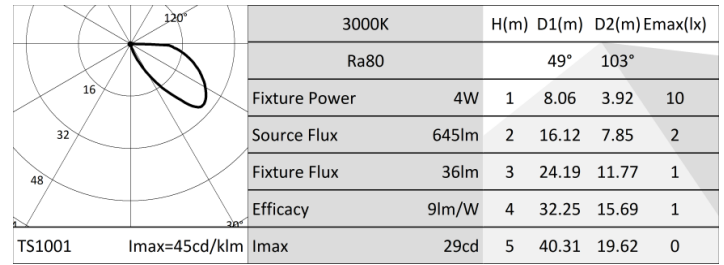 120°
16
32
48
30°
TS1001 Imax=45cd/klm
3000K
Ra80
Fixture Power 4W
Source Flux 645lm
Fixture Flux 36lm
Efficacy 9lm/W
Imax 29cd
H(m) D1(m) D2(m) Emax(lx)
49° 103°
1 8.06 3.92 10
2 16.12 7.85 2
3 24.19 11.77 1
4 32.25 15.69 1
5 40.31 19.62 0